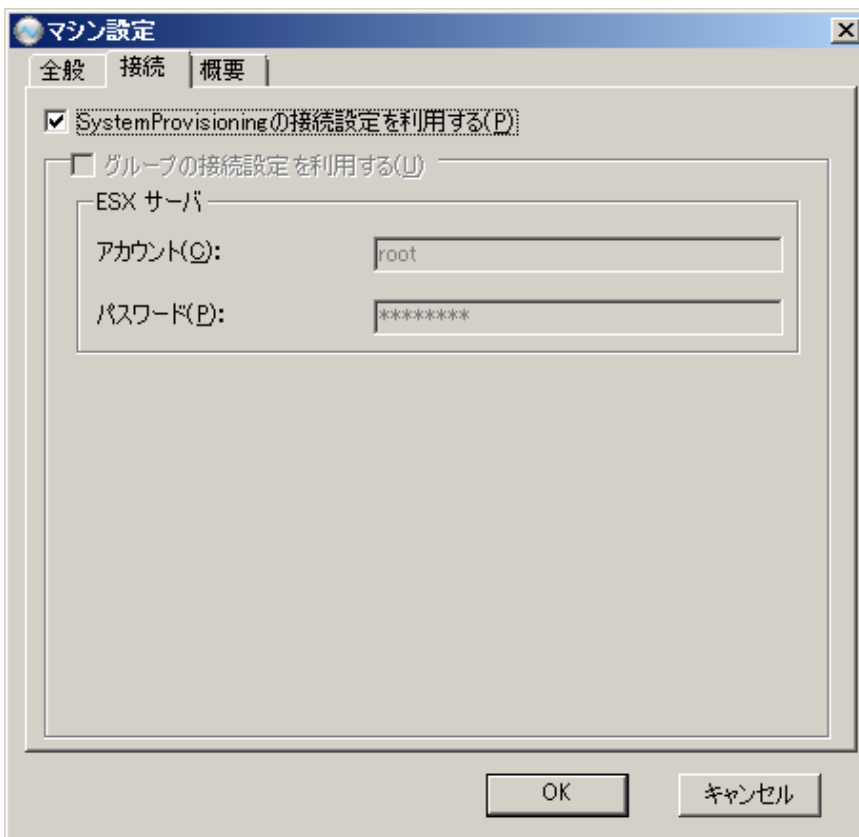 マシン設定
全般 接続 概要
SystemProvisioningの接続設定を利用する(P)
グループの接続設定を利用する(U)
ESX サーバ
アカウント(C): root
パスワード(P): ********
OK キャンセル